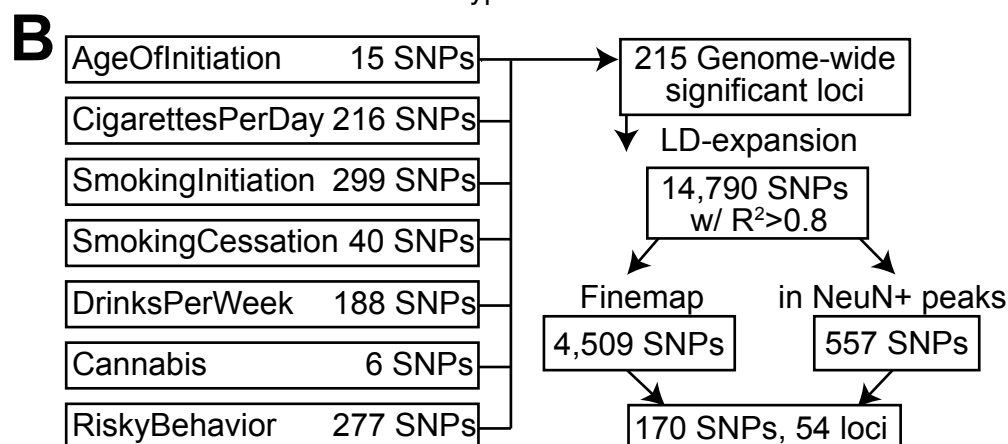 B
AgeOfInitiation 15 SNPs
CigarettesPerDay 216 SNPs
SmokingInitiation 299 SNPs
SmokingCessation 40 SNPs
DrinksPerWeek 188 SNPs
Cannabis 6 SNPs
RiskyBehavior 277 SNPs
215 Genome-wide
significant loci
LD-expansion
14,790 SNPs
w/ R²>0.8
Finemap
4,509 SNPs
in NeuN+ peaks
557 SNPs
170 SNPs, 54 loci